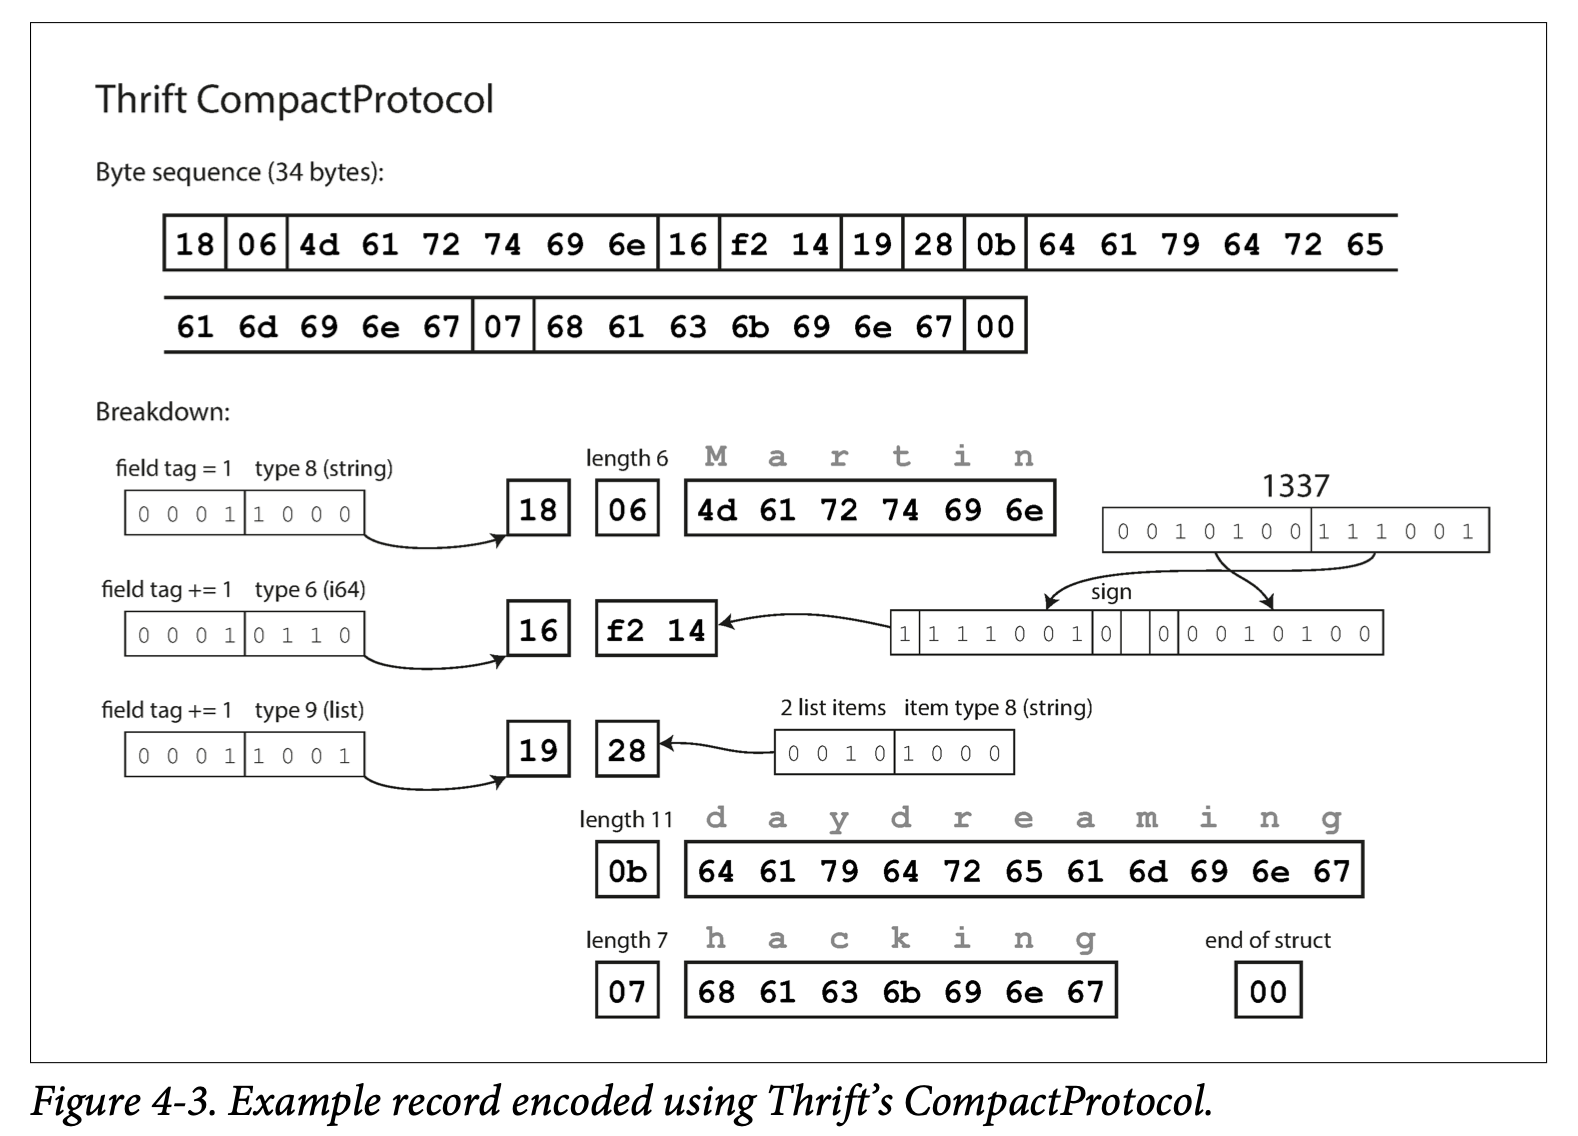 Thrift CompactProtocol
Byte sequence (34 bytes):
18 06 4d 61 72 74 69 6e 16 f2 14 19 28 0b 64 61 79 64 72 65
61 6d 69 6e 67 07 68 61 63 6b 69 6e 67 00
Breakdown:
field tag = 1 type 8 (string)
0 0 0 1 1 0 0 0
18
length 6
06
M a r t i n
4d 61 72 74 69 6e
1337
0 0 1 0 1 0 0 1 1 1 0 0 1
field tag += 1 type 6 (i64)
0 0 0 1 0 1 1 0
16
f2 14
sign
1 1 1 1 0 0 1 0 0 0 0 1 0 1 0 0
field tag += 1 type 9 (list)
0 0 0 1 1 0 0 1
19
28
2 list items item type 8 (string)
0 0 1 0 1 0 0 0
length 11
0b
d a y d r e a m i n g
64 61 79 64 72 65 61 6d 69 6e 67
length 7
07
h a c k i n g
68 61 63 6b 69 6e 67
end of struct
00
Figure 4-3. Example record encoded using Thrift’s CompactProtocol.